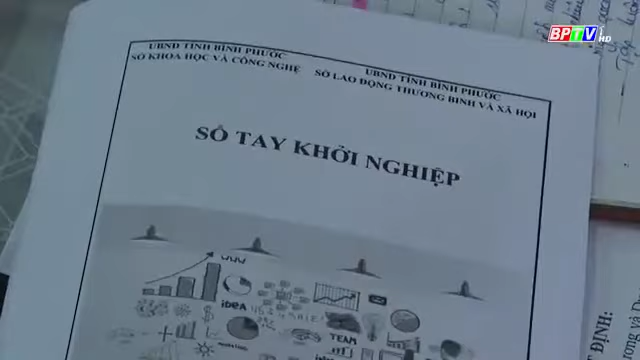 BPTV HD
UBND TỈNH BÌNH PHƯỚC
SỞ KHOA HỌC VÀ CÔNG NGHỆ
UBND TỈNH BÌNH PHƯỚC
SỞ LAO ĐỘNG THƯƠNG BINH VÀ XÃ HỘI
SỔ TAY KHỞI NGHIỆP
IDEA
TEAM
ĐỊNH: